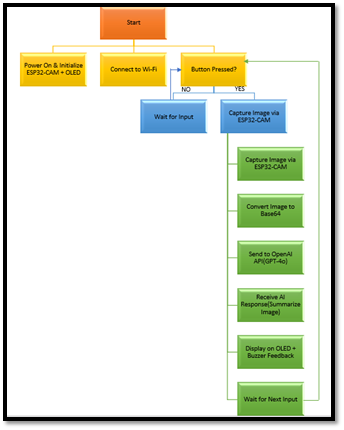 Start
Power On & Initialize
ESP32-CAM + OLED
Connect to Wi-Fi
Button Pressed?
NO
YES
Wait for Input
Capture Image via
ESP32-CAM
Capture Image via
ESP32-CAM
Convert Image to
Base64
Send to OpenAI
API(GPT-4o)
Receive AI
Response(Summarize
Image)
Display on OLED +
Buzzer Feedback
Wait for Next Input